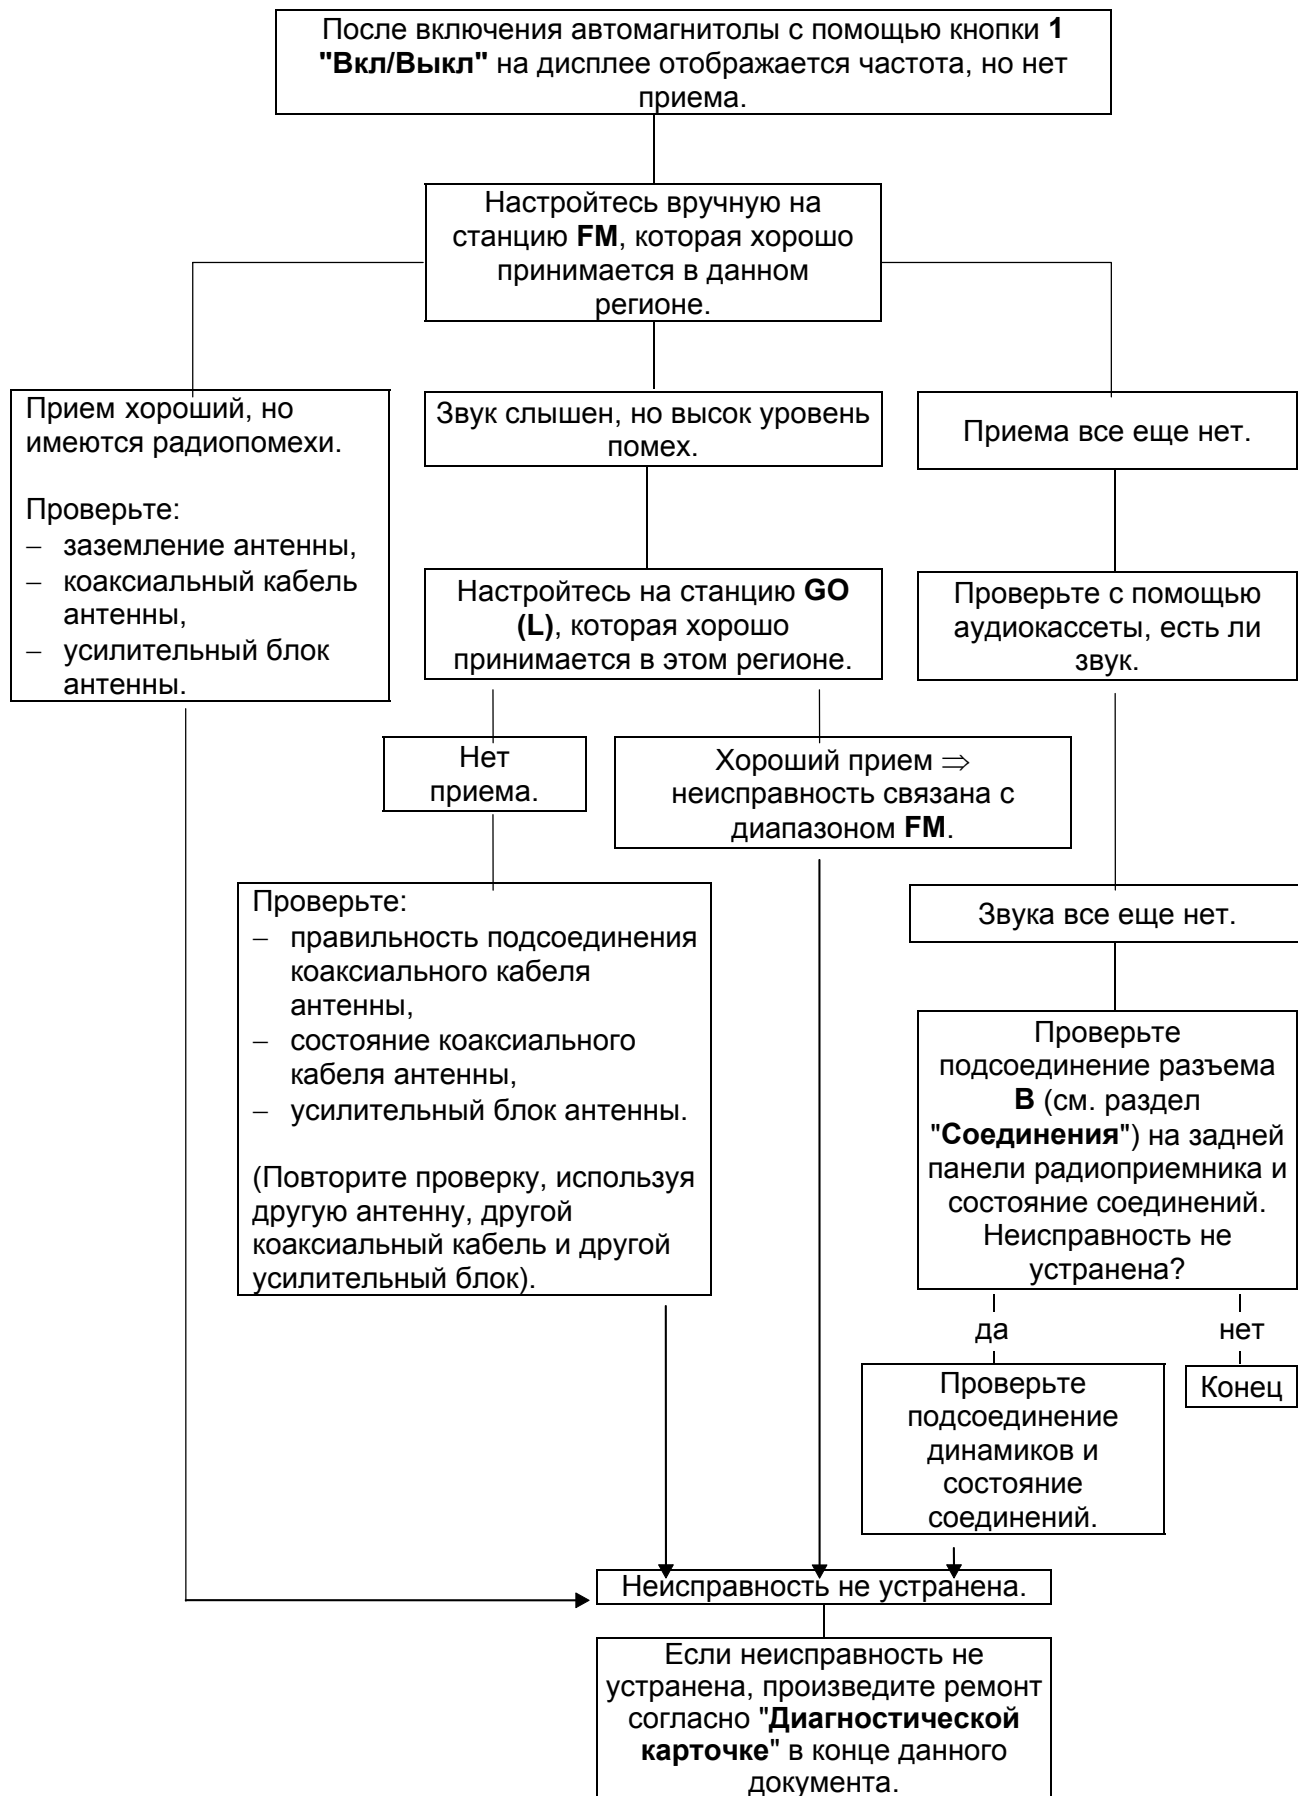 После включения автомагнитолы с помощью кнопки 1
"Вкл/Выкл" на дисплее отображается частота, но нет
приема.
Настройтесь вручную на
станцию FM, которая хорошо
принимается в данном
регионе.
Прием хороший, но
имеются радиопомехи.
Проверьте:
– заземление антенны,
– коаксиальный кабель
антенны,
– усилительный блок
антенны.
Звук слышен, но высок уровень
помех.
Приема все еще нет.
Настройтесь на станцию GO
(L), которая хорошо
принимается в этом регионе.
Проверьте с помощью
аудиокассеты, есть ли
звук.
Нет
приема.
Хороший прием ⇒
неисправность связана с
диапазоном FM.
Проверьте:
– правильность подсоединения
коаксиального кабеля
антенны,
– состояние коаксиального
кабеля антенны,
– усилительный блок антенны.
(Повторите проверку, используя
другую антенну, другой
коаксиальный кабель и другой
усилительный блок).
Звука все еще нет.
Проверьте
подсоединение разъема
B (см. раздел
"Соединения") на задней
панели радиоприемника и
состояние соединений.
Неисправность не
устранена?
да
нет
Проверьте
подсоединение
динамиков и
состояние
соединений.
Конец
Неисправность не устранена.
Если неисправность не
устранена, произведите ремонт
согласно "Диагностической
карточке" в конце данного
документа.